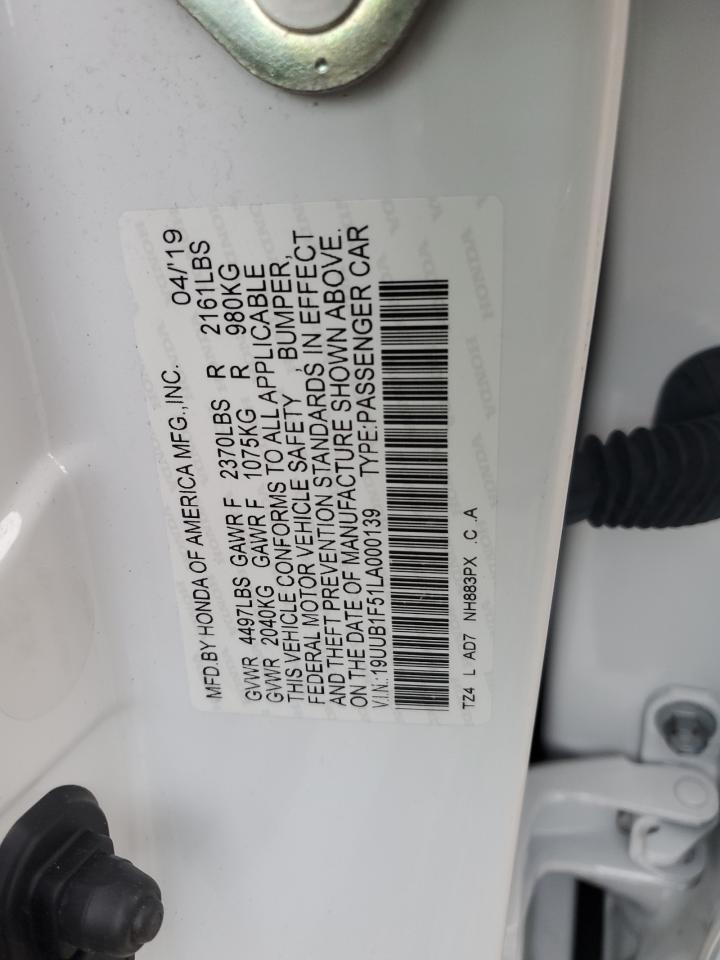 MFD.BY HONDA OF AMERICA MFG.,INC. 04/'19
GVWR 4497LBS GAWR F 2370LBS R 2161LBS
GVWR 2040KG GAWR F 1075KG R 980KG
THIS VEHICLE CONFORMS TO ALL APPLICABLE
FEDERAL MOTOR VEHICLE SAFETY , BUMPER,
AND THEFT PREVENTION STANDARDS IN EFFECT
ON THE DATE OF MANUFACTURE SHOWN ABOVE.
V.I.N.:19UUB1F51LA000139 TYPE:PASSENGER CAR
TZ4 L AD7 NH883PX C .A